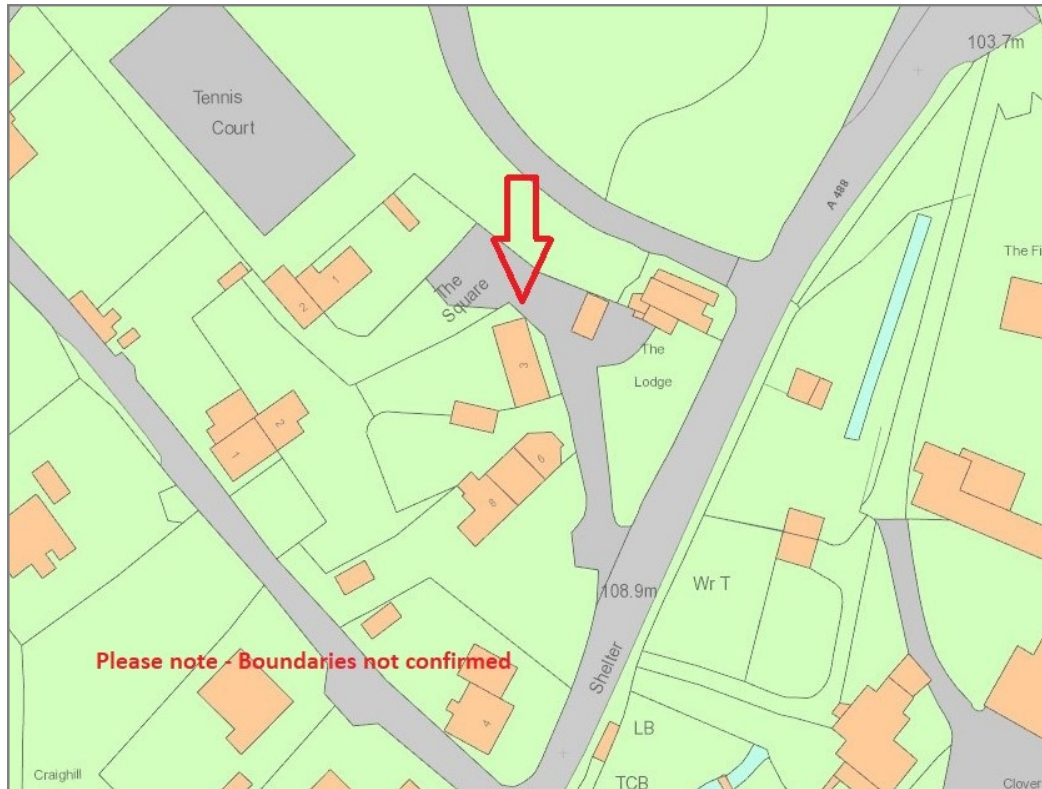 103.7m
Tennis
Court
A 488
The Fi
The
Square
1
2
3
The
Lodge
2
1
6
8
108.9m
Wr T
Please note - Boundaries not confirmed
Shelter
4
LB
Craighill
TCB
Clover